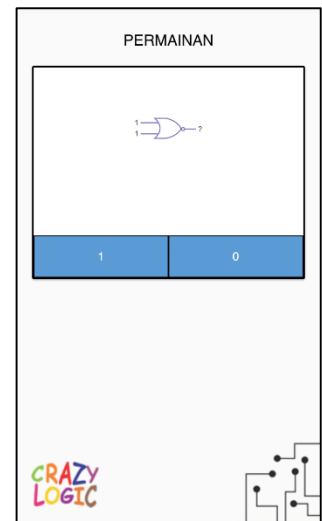 PERMAINAN
1
1
?
1 0
CRAZY
LOGIC